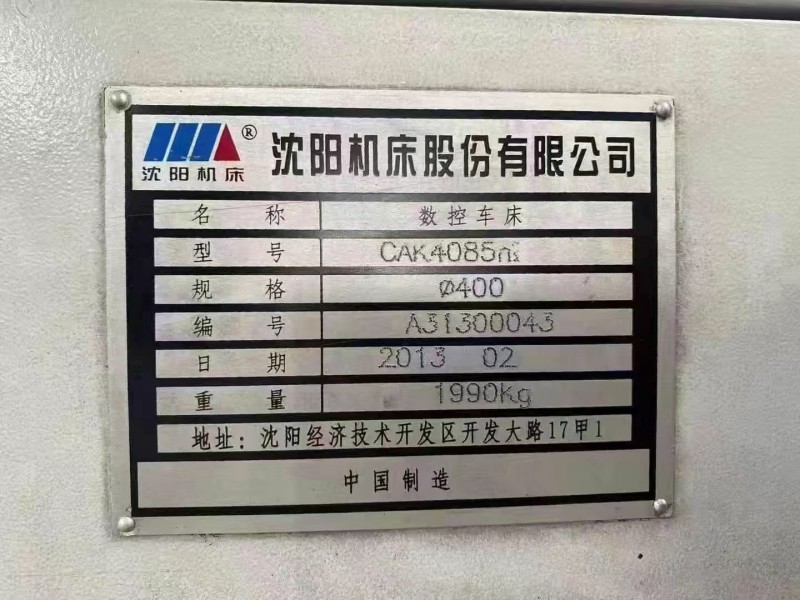 沈阳机床® 沈阳机床股份有限公司
名称 数控车床
型号 CAK4085n
规格 Ø400
编号 A31300043
日期 2013 02
重量 1990Kg
地址：沈阳经济技术开发区开发大路17甲1
中国制造